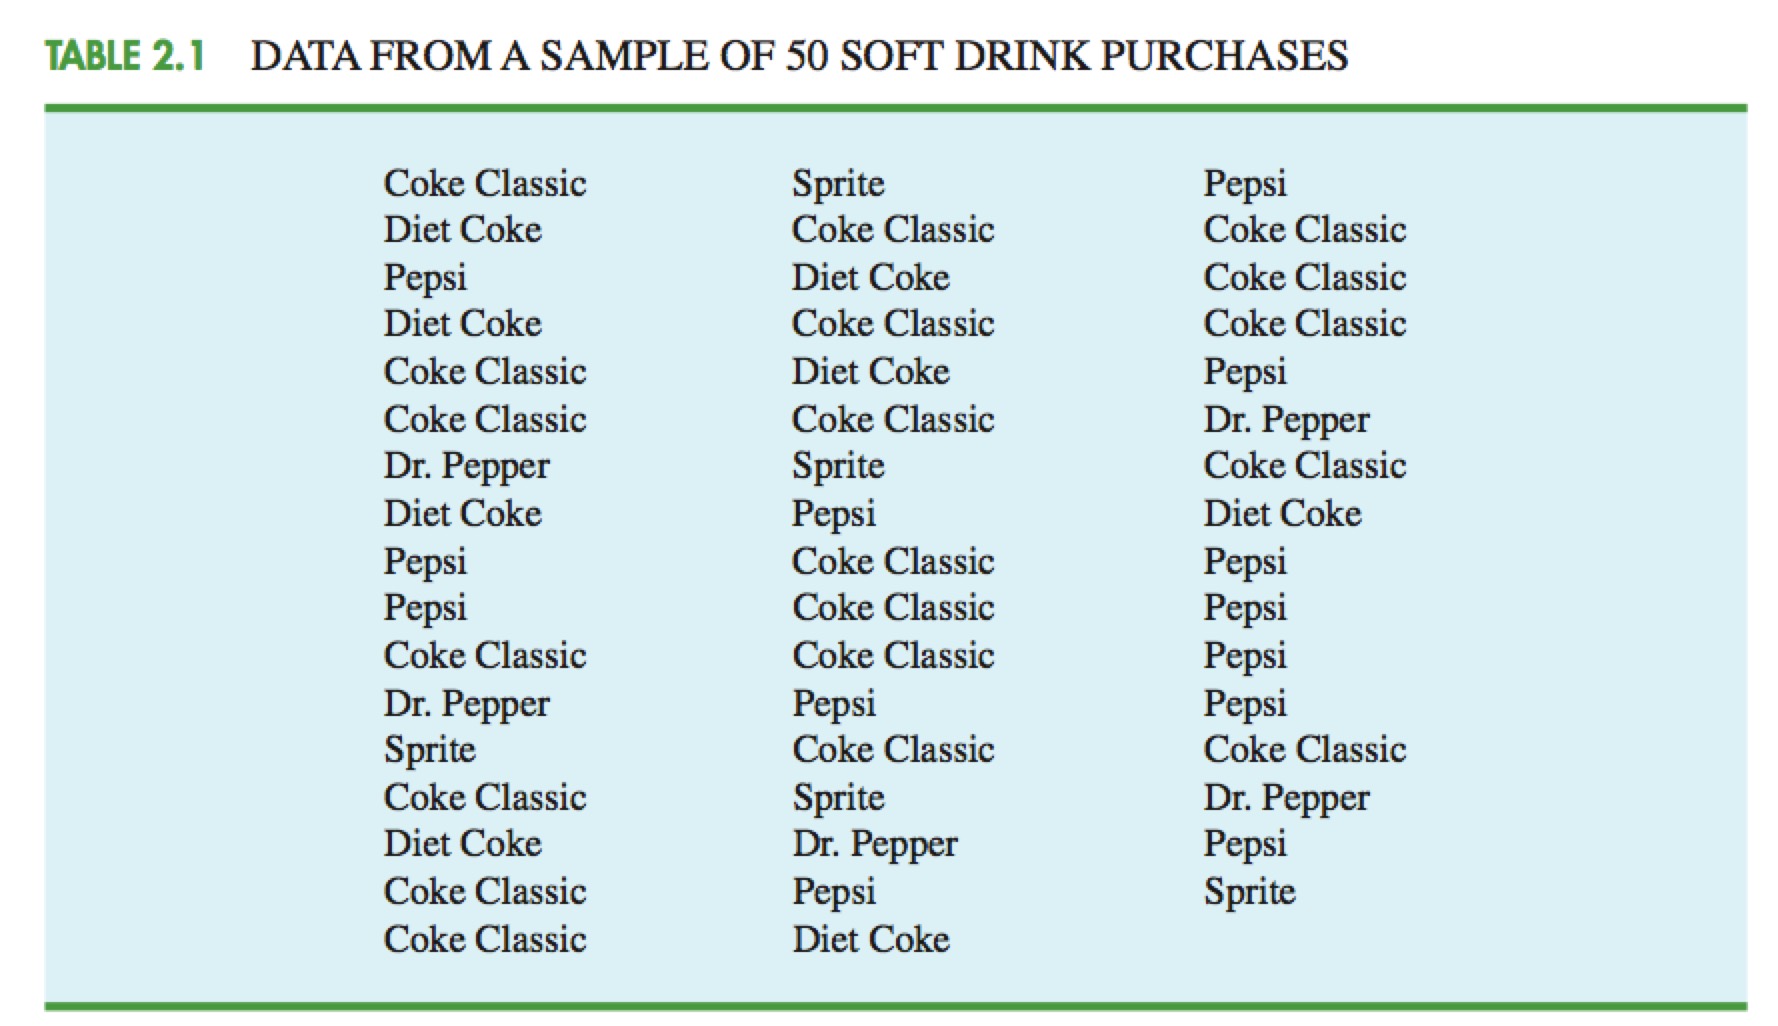 TABLE 2.1 DATA FROM A SAMPLE OF 50 SOFT DRINK PURCHASES
Coke Classic Sprite Pepsi
Diet Coke Coke Classic Coke Classic
Pepsi Diet Coke Coke Classic
Diet Coke Coke Classic Coke Classic
Coke Classic Diet Coke Pepsi
Coke Classic Coke Classic Dr. Pepper
Dr. Pepper Sprite Coke Classic
Diet Coke Pepsi Diet Coke
Pepsi Coke Classic Pepsi
Pepsi Coke Classic Pepsi
Coke Classic Coke Classic Pepsi
Dr. Pepper Pepsi Pepsi
Sprite Coke Classic Coke Classic
Coke Classic Sprite Dr. Pepper
Diet Coke Dr. Pepper Pepsi
Coke Classic Pepsi Sprite
Coke Classic Diet Coke